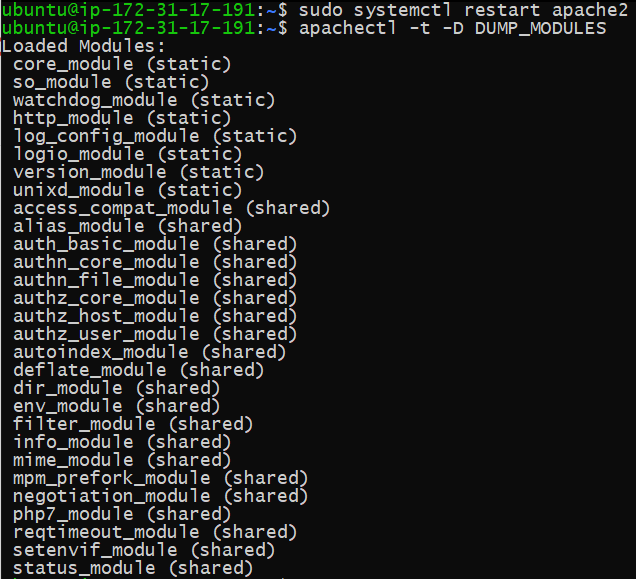 ubuntu@ip-172-31-17-191:~$ sudo systemctl restart apache2
ubuntu@ip-172-31-17-191:~$ apachectl -t -D DUMP_MODULES
Loaded Modules:
 core_module (static)
 so_module (static)
 watchdog_module (static)
 http_module (static)
 log_config_module (static)
 logio_module (static)
 version_module (static)
 unixd_module (static)
 access_compat_module (shared)
 alias_module (shared)
 auth_basic_module (shared)
 authn_core_module (shared)
 authn_file_module (shared)
 authz_core_module (shared)
 authz_host_module (shared)
 authz_user_module (shared)
 autoindex_module (shared)
 deflate_module (shared)
 dir_module (shared)
 env_module (shared)
 filter_module (shared)
 info_module (shared)
 mime_module (shared)
 mpm_prefork_module (shared)
 negotiation_module (shared)
 php7_module (shared)
 reqtimeout_module (shared)
 setenvif_module (shared)
 status_module (shared)